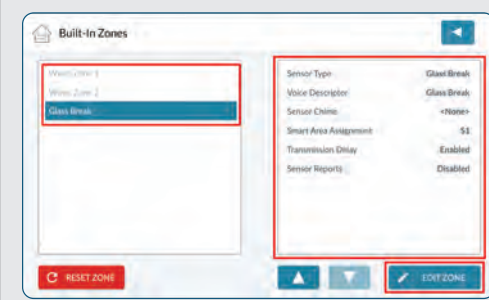 Built-In Zones
Wired Zone 1
Wired Zone 2
Glass Break
Sensor Type Glass Break
Voice Descriptor Glass Break
Sensor Chime <None>
Smart Area Assignment S1
Transmission Delay Enabled
Sensor Reports Disabled
RESET ZONE
EDIT ZONE